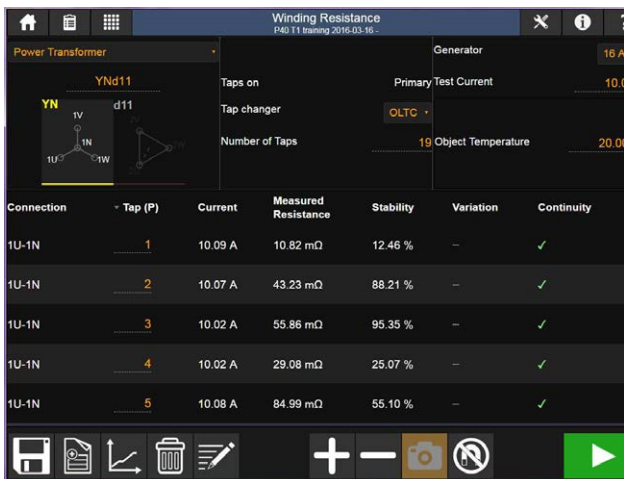 Winding Resistance
P40 T1 training 2016-03-16 -
Power Transformer
Generator
16 A
YNd11
Taps on
Primary
Test Current
10.0
YN
d11
1V
1N
1U
1W
Tap changer
OLTC
Number of Taps
19
Object Temperature
20.00
Connection
Tap (P)
Current
Measured
Resistance
Stability
Variation
Continuity
1U-1N 1 10.09 A 10.82 mΩ 12.46 % – ✓
1U-1N 2 10.07 A 43.23 mΩ 88.21 % – ✓
1U-1N 3 10.02 A 55.86 mΩ 95.35 % – ✓
1U-1N 4 10.02 A 29.08 mΩ 25.07 % – ✓
1U-1N 5 10.08 A 84.99 mΩ 55.10 % – ✓